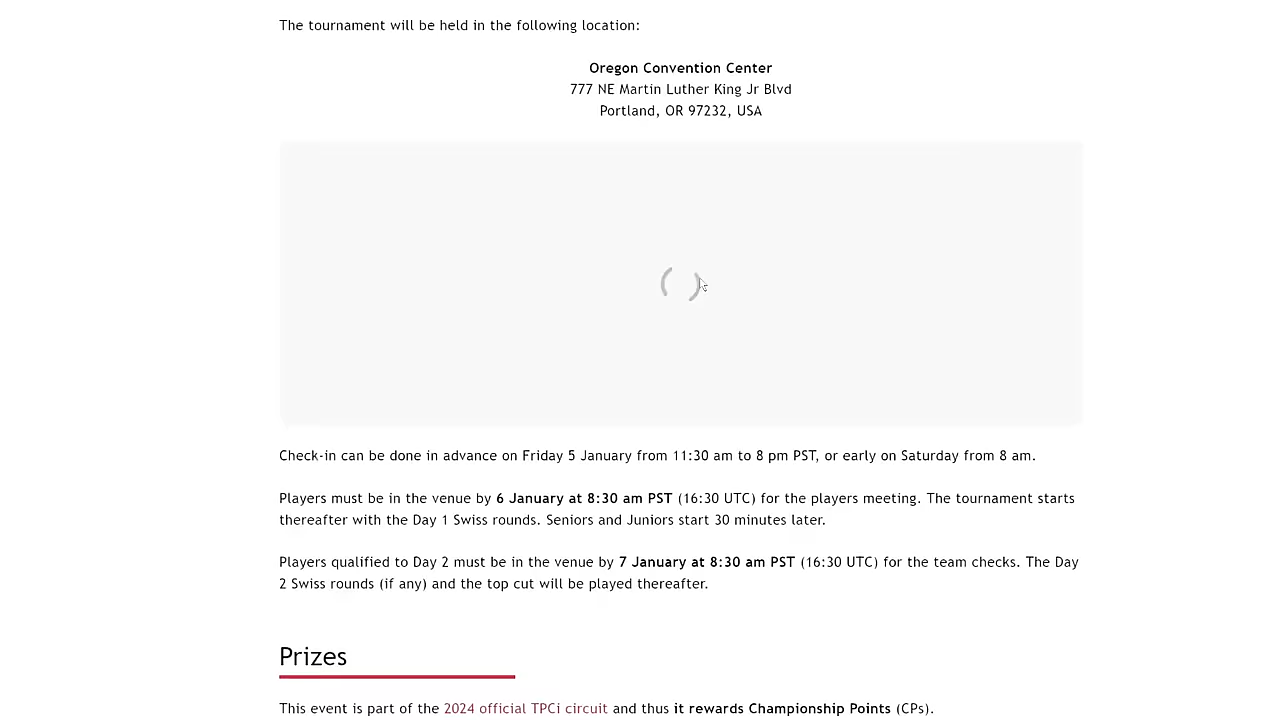 The tournament will be held in the following location:
Oregon Convention Center
777 NE Martin Luther King Jr Blvd
Portland, OR 97232, USA
Check-in can be done in advance on Friday 5 January from 11:30 am to 8 pm PST, or early on Saturday from 8 am.
Players must be in the venue by 6 January at 8:30 am PST (16:30 UTC) for the players meeting. The tournament starts
thereafter with the Day 1 Swiss rounds. Seniors and Juniors start 30 minutes later.
Players qualified to Day 2 must be in the venue by 7 January at 8:30 am PST (16:30 UTC) for the team checks. The Day
2 Swiss rounds (if any) and the top cut will be played thereafter.
Prizes
This event is part of the 2024 official TPCi circuit and thus it rewards Championship Points (CPs).